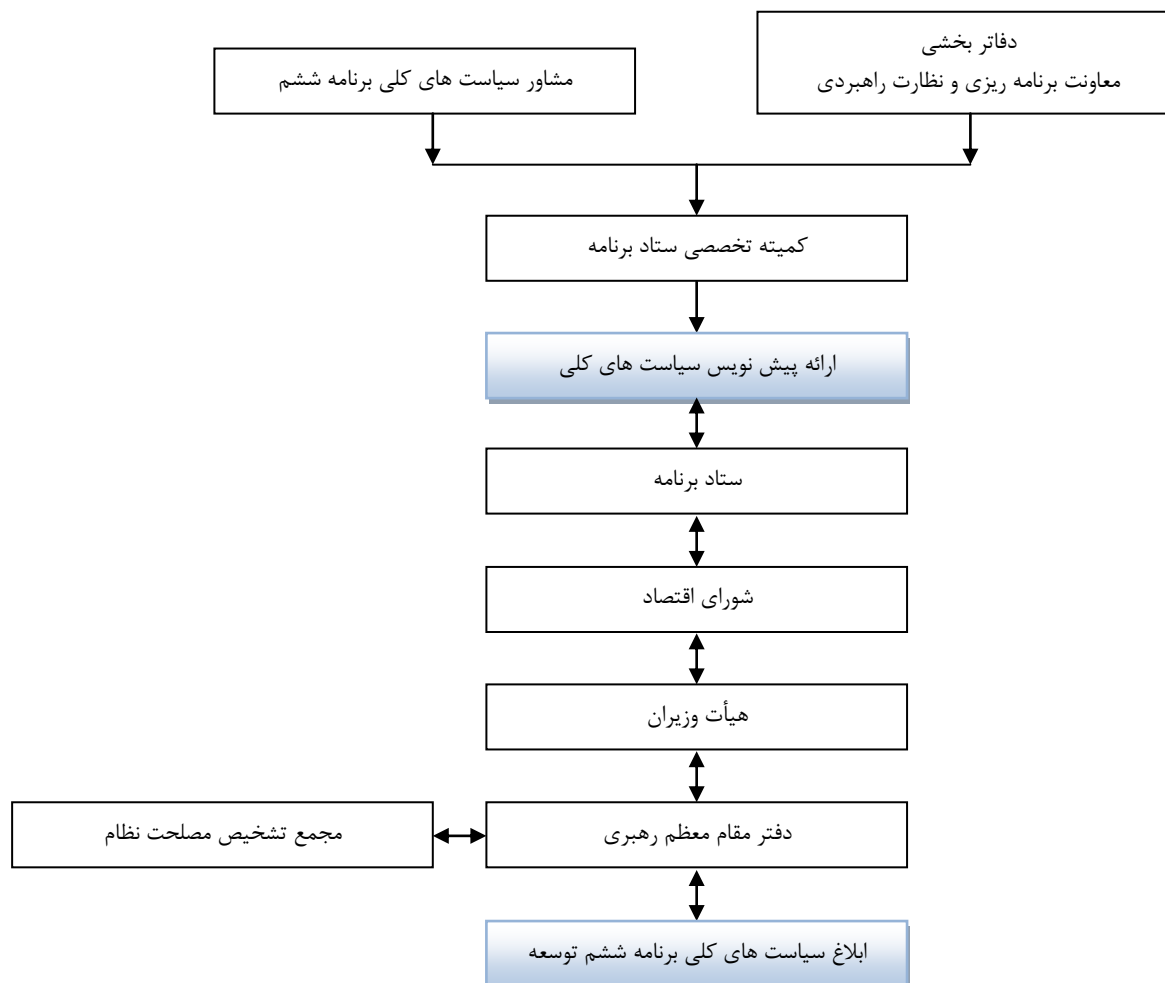 دفاتر بخشی
معاونت برنامه ریزی و نظارت راهبردی
مشاور سیاست های کلی برنامه ششم
کمیته تخصصی ستاد برنامه
ارائه پیش نویس سیاست های کلی
ستاد برنامه
شورای اقتصاد
هیأت وزیران
دفتر مقام معظم رهبری
مجمع تشخیص مصلحت نظام
ابلاغ سیاست های کلی برنامه ششم توسعه